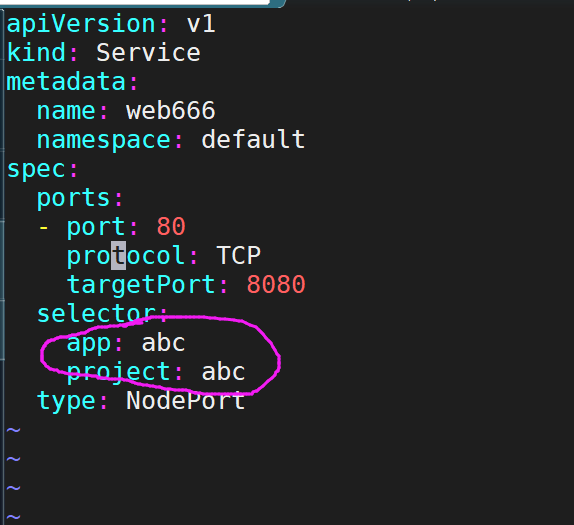 apiVersion: v1
kind: Service
metadata:
  name: web666
  namespace: default
spec:
  ports:
  - port: 80
    protocol: TCP
    targetPort: 8080
  selector:
    app: abc
    project: abc
  type: NodePort
~
~
~
~